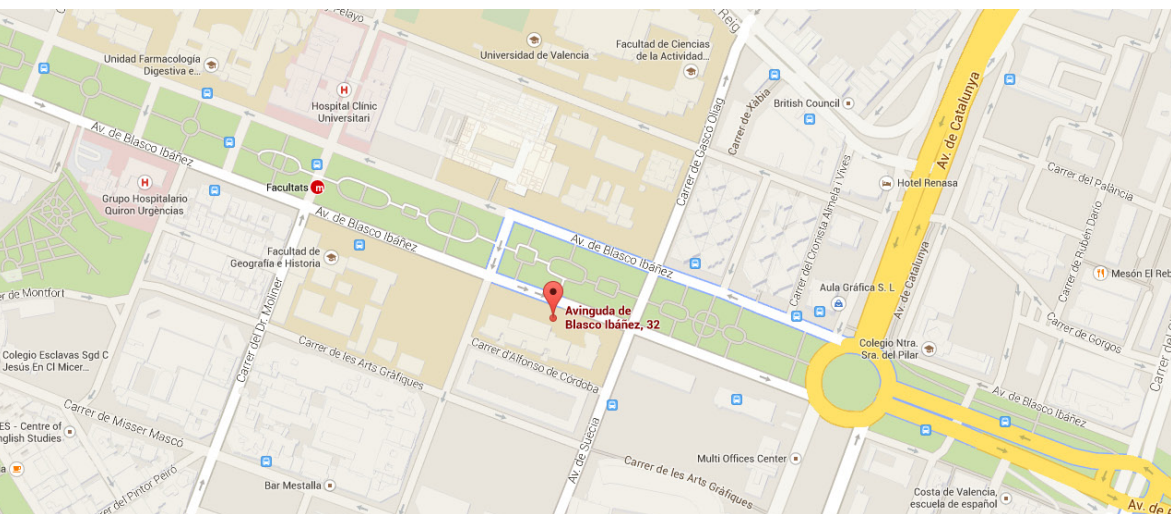 Pelayo
Reig
Unidad Farmacología
Digestiva e...
Universidad de Valencia
Facultad de Ciencias
de la Actividad...
H
Hospital Clinic
Universitari
British Council
Carrer de Xàbia
Carrer de Gasco Oliag
Av. de Catalunya
Av. de Blasco Ibáñez
H
Grupo Hospitalario
Quiron Urgencias
Facultats
m
Hotel Renasa
Carrer del Palància
Carrer del Cronista Almela i Vives
Carrer de Rubén Darío
Av. de Blasco Ibáñez
Av. de Blasco Ibáñez
Facultad de
Geografía e Historia
Av. de Catalunya
Mesón El Reb
er de Montfort
Aula Gráfica S. L
Avinguda de
Blasco Ibáñez, 32
Carrer de Gorgos
Carrer del Dr. Moliner
Carrer de les Arts Gràfiques
Carrer d'Alfonso de Córdoba
Colegio Ntra.
Sra. del Pilar
Carrer del
Colegio Esclavas Sgd C
Jesús En Cl Micer...
Av. de Blasco Ibáñez
Carrer de Misser Mascó
ES - Centre of
nglish Studies
Av. de Suècia
Multi Offices Center
Carrer de les Arts Gràfiques
a
Bar Mestalla
er del Pintor Peiró
Costa de Valencia,
escuela de español
Av. de